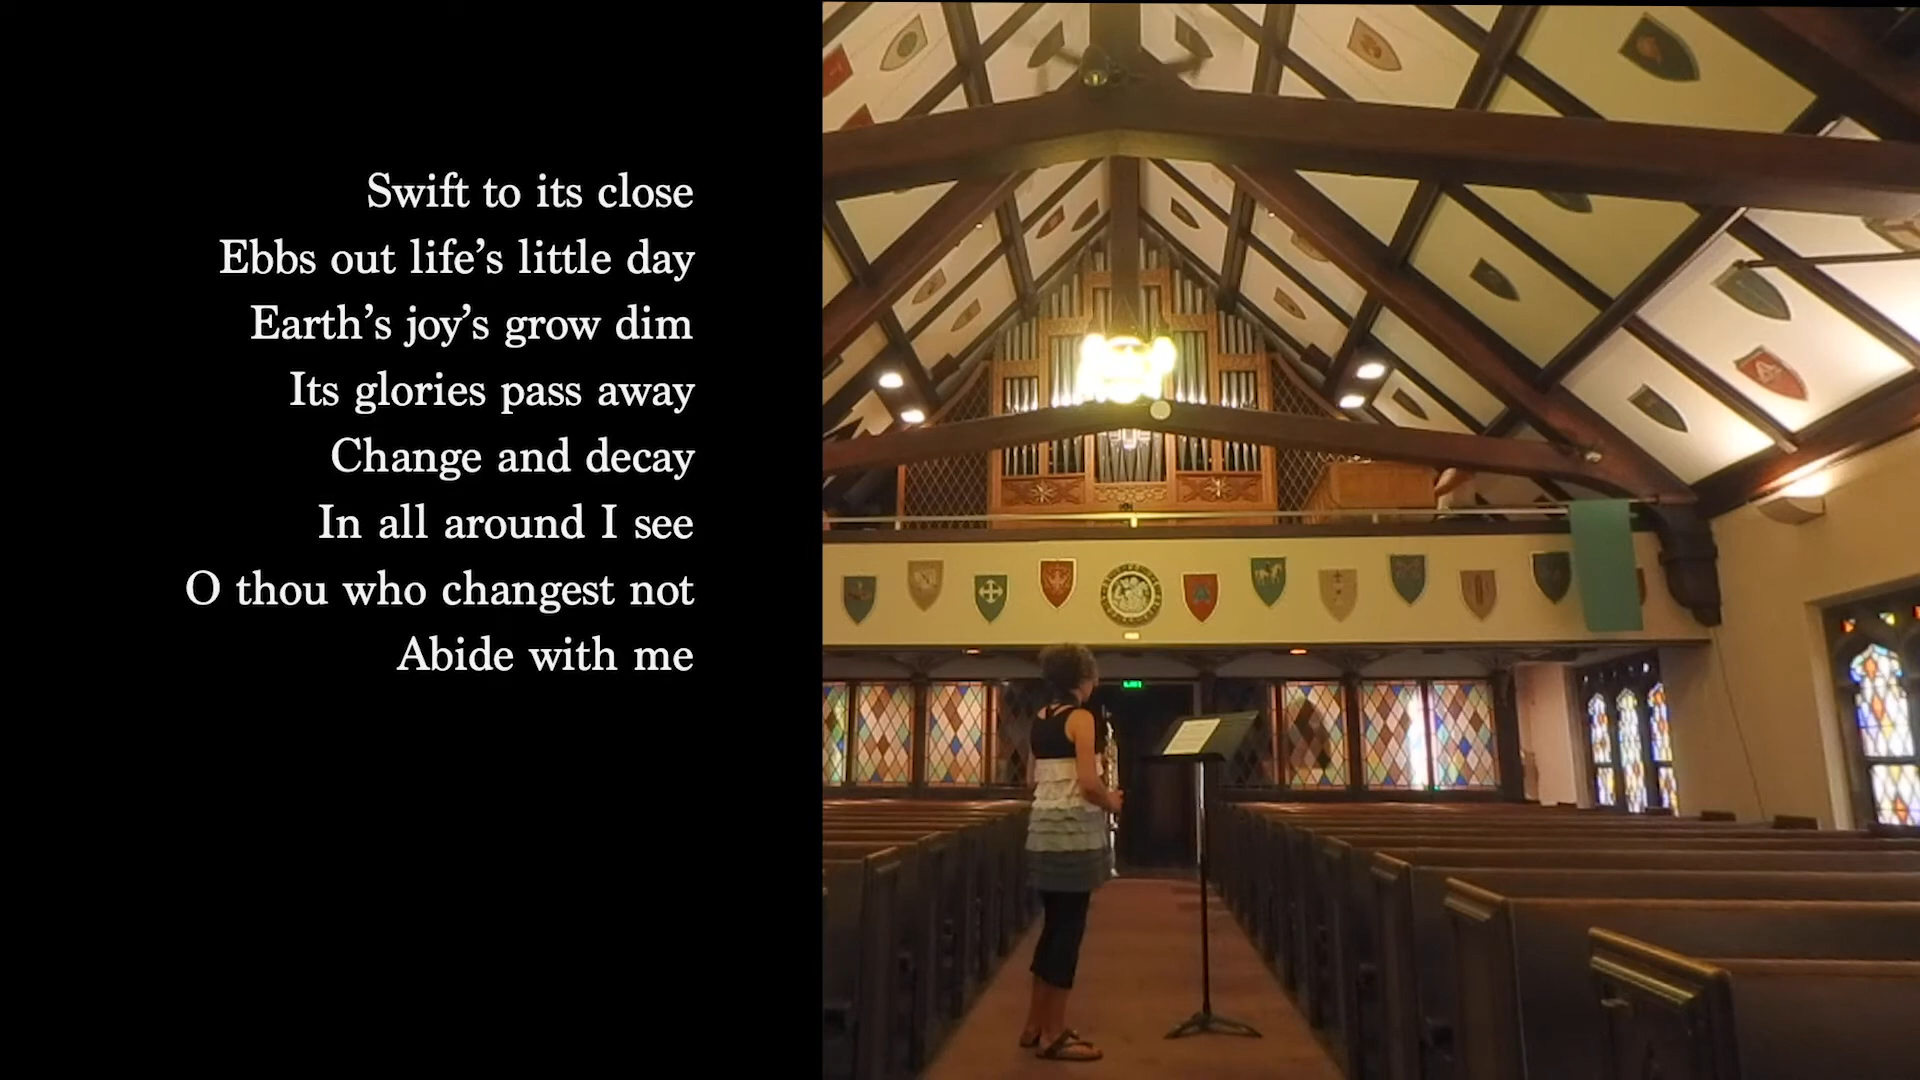 Swift to its close
Ebbs out life’s little day
Earth’s joy’s grow dim
Its glories pass away
Change and decay
In all around I see
O thou who changest not
Abide with me